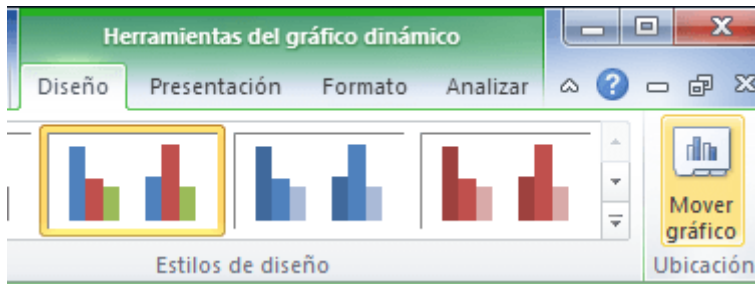 Herramientas del gráfico dinámico
Diseño Presentación Formato Analizar
Mover
gráfico
Estilos de diseño Ubicación